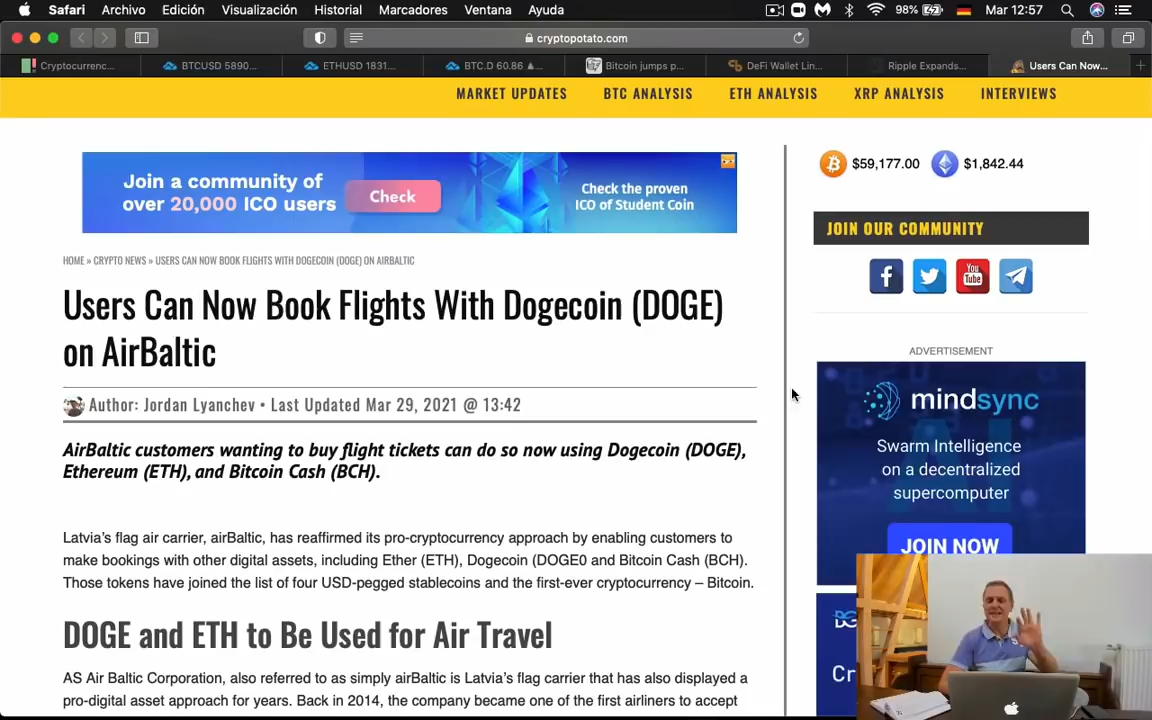 Safari Archivo Edición Visualización Historial Marcadores Ventana Ayuda 98% Mar 12:57
cryptopotato.com
Cryptocurrenc... BTCUSD 5890... ETHUSD 1831... BTC.D 60.86 ▲... Bitcoin jumps p... DeFi Wallet Lin... Ripple Expands... Users Can Now...
MARKET UPDATES BTC ANALYSIS ETH ANALYSIS XRP ANALYSIS INTERVIEWS
Join a community of
over 20,000 ICO users
Check
Check the proven
ICO of Student Coin
$59,177.00 $1,842.44
JOIN OUR COMMUNITY
You
Tube
HOME » CRYPTO NEWS » USERS CAN NOW BOOK FLIGHTS WITH DOGECOIN (DOGE) ON AIRBALTIC
Users Can Now Book Flights With Dogecoin (DOGE)
on AirBaltic
Author: Jordan Lyanchev • Last Updated Mar 29, 2021 @ 13:42
AirBaltic customers wanting to buy flight tickets can do so now using Dogecoin (DOGE),
Ethereum (ETH), and Bitcoin Cash (BCH).
Latvia's flag air carrier, airBaltic, has reaffirmed its pro-cryptocurrency approach by enabling customers to
make bookings with other digital assets, including Ether (ETH), Dogecoin (DOGE0 and Bitcoin Cash (BCH).
Those tokens have joined the list of four USD-pegged stablecoins and the first-ever cryptocurrency – Bitcoin.
DOGE and ETH to Be Used for Air Travel
AS Air Baltic Corporation, also referred to as simply airBaltic is Latvia's flag carrier that has also displayed a
pro-digital asset approach for years. Back in 2014, the company became one of the first airliners to accept
ADVERTISEMENT
mindsync
Swarm Intelligence
on a decentralized
supercomputer
JOIN NOW
Cr